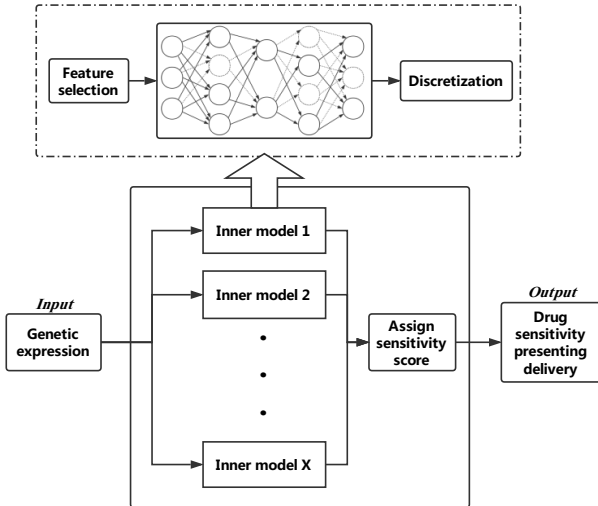 Feature
selection
Discretization
Inner model 1
Input
Inner model 2
Output
Genetic
expression
Assign
sensitivity
score
Drug
sensitivity
presenting
delivery
Inner model X